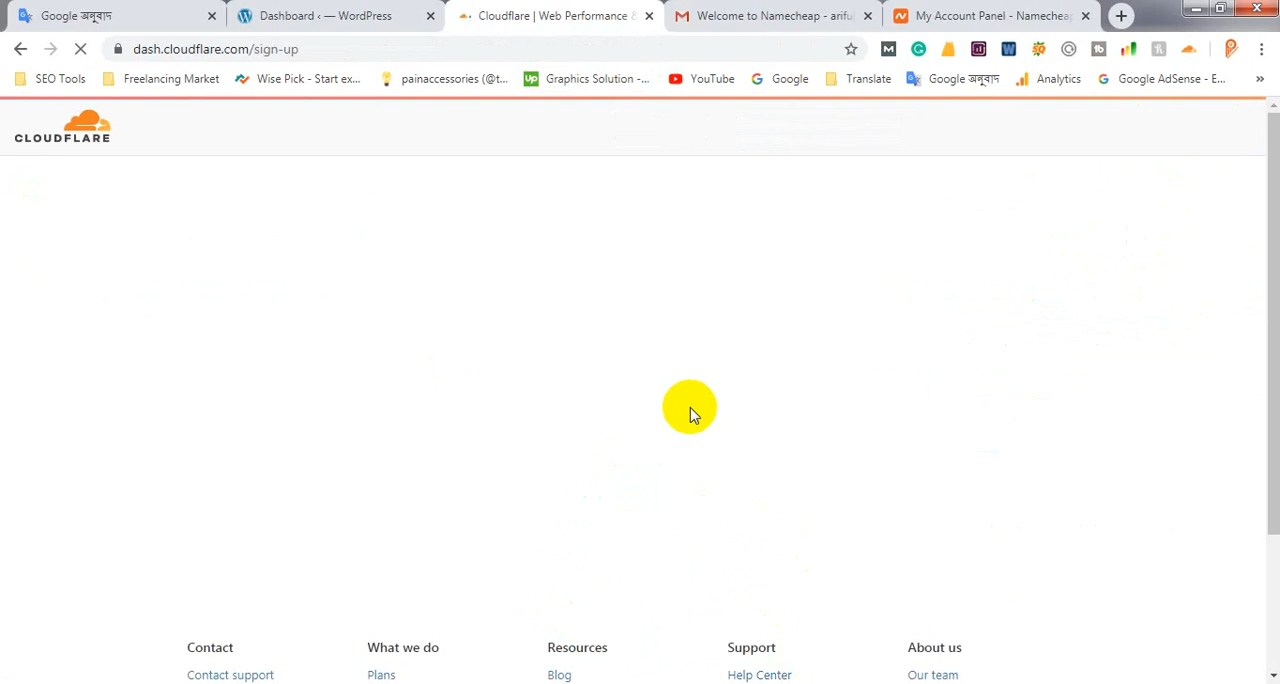 Google অনুবাদ
Dashboard ‹ — WordPress
Cloudflare | Web Performance &
Welcome to Namecheap - ariful
My Account Panel - Namecheap
dash.cloudflare.com/sign-up
SEO Tools
Freelancing Market
Wise Pick - Start ex...
painaccessories (@t...
Up Graphics Solution -...
YouTube
Google
Translate
Google অনুবাদ
Analytics
Google AdSense - E...
CLOUDFLARE
Contact
What we do
Resources
Support
About us
Contact support
Plans
Blog
Help Center
Our team